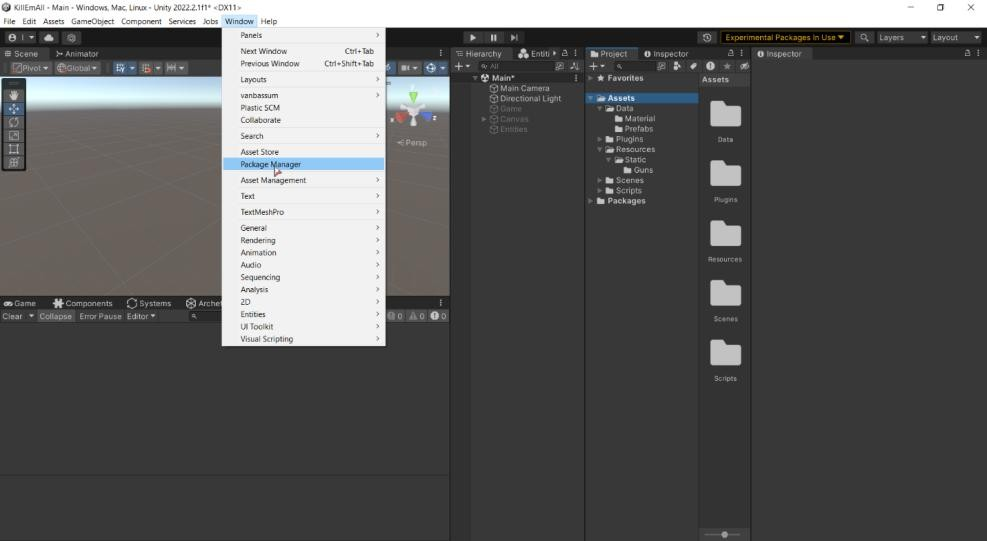 KillEmAll - Main - Windows, Mac, Linux - Unity 2022.2.1f1* <DX11>
File Edit Assets GameObject Component Services Jobs Window Help
Experimental Packages In Use
Layers
Layout
Scene
Animator
Pivot
Global
x
z
Persp
Panels
Next Window Ctrl+Tab
Previous Window Ctrl+Shift+Tab
Layouts
vanbassum
Plastic SCM
Collaborate
Search
Asset Store
Package Manager
Asset Management
Text
TextMeshPro
General
Rendering
Animation
Audio
Sequencing
Analysis
2D
Entities
UI Toolkit
Visual Scripting
Game
Components
Systems
Clear
Collapse
Error Pause
Editor
0
0
0
Hierarchy
All
Main*
Main Camera
Directional Light
Game
Canvas
Entities
Project
Inspector
Favorites
Assets
Data
Material
Prefabs
Plugins
Resources
Static
Guns
Scenes
Scripts
Packages
Assets
Data
Plugins
Resources
Scenes
Scripts
Inspector